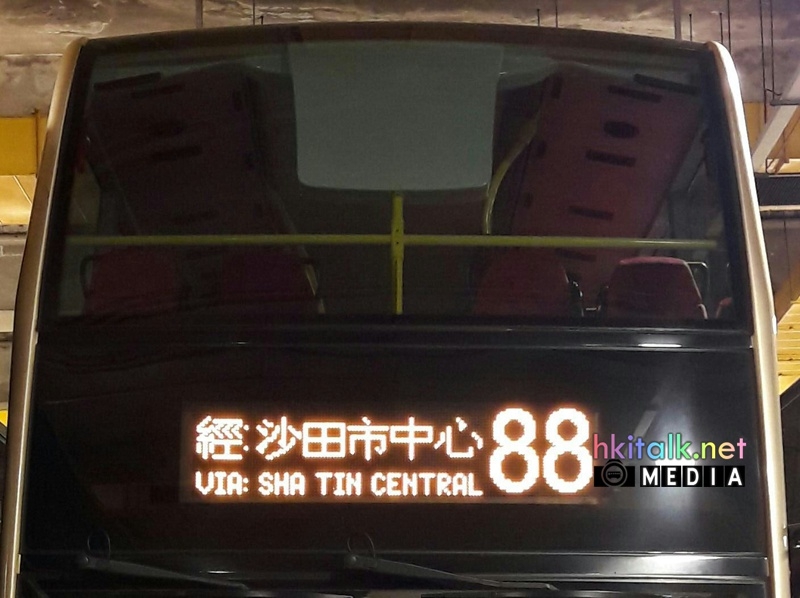 經:沙田市中心
VIA: SHA TIN CENTRAL
88
hkitalk.net
MEDIA